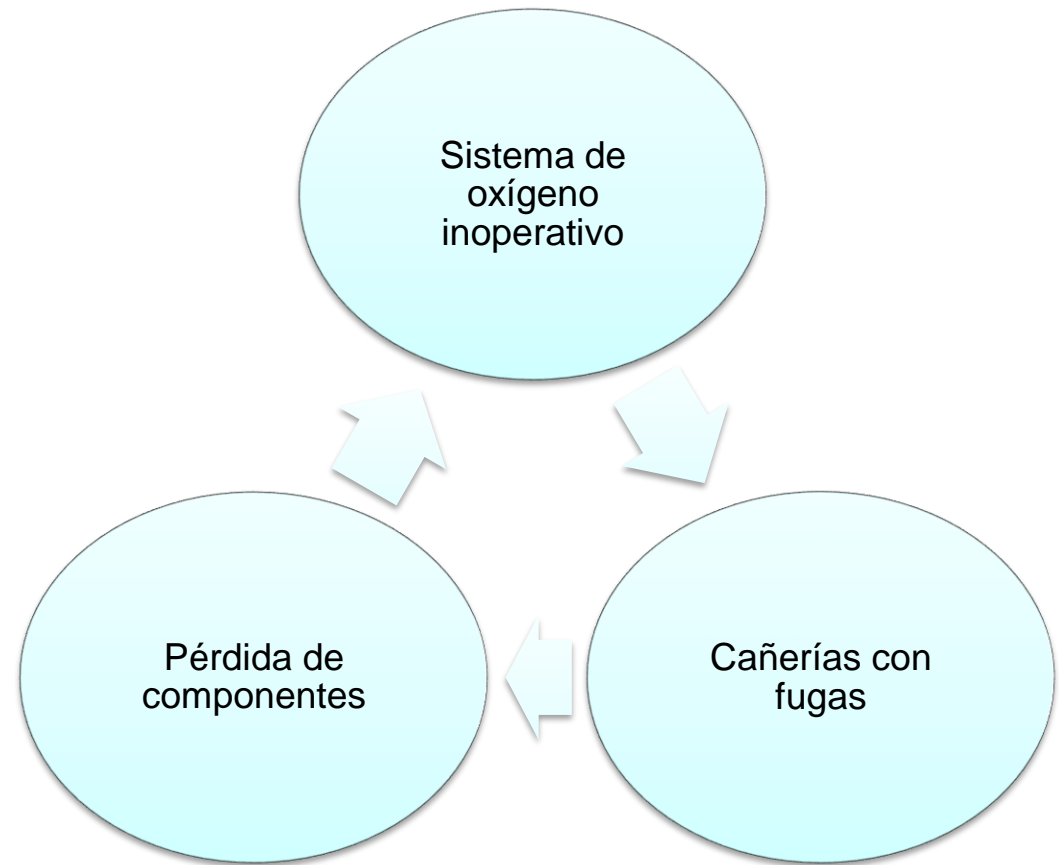 Sistema de
oxígeno
inoperativo
Pérdida de
componentes
Cañerías con
fugas